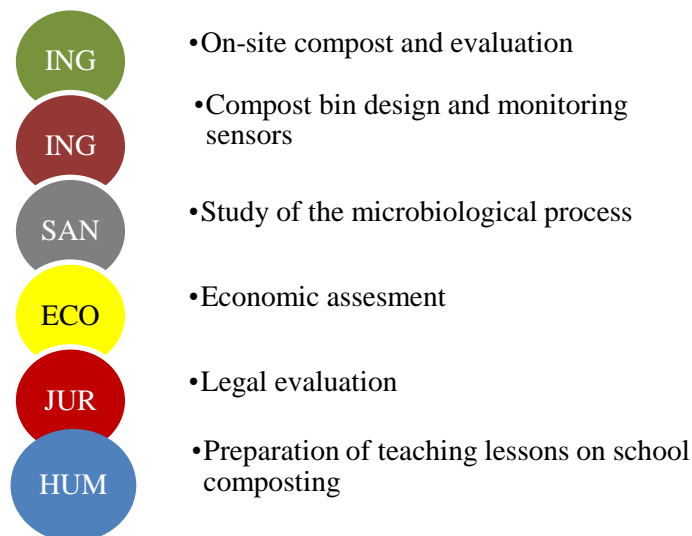 ING
•On-site compost and evaluation
ING
•Compost bin design and monitoring
sensors
SAN
•Study of the microbiological process
ECO
•Economic assesment
JUR
•Legal evaluation
HUM
•Preparation of teaching lessons on school
composting